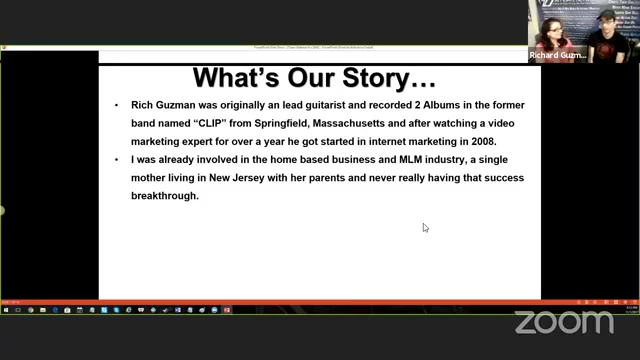 Richard Guzm...
What's Our Story…
• Rich Guzman was originally an lead guitarist and recorded 2 Albums in the former
band named “CLIP” from Springfield, Massachusetts and after watching a video
marketing expert for over a year he got started in internet marketing in 2008.
• I was already involved in the home based business and MLM industry, a single
mother living in New Jersey with her parents and never really having that success
breakthrough.
zoom